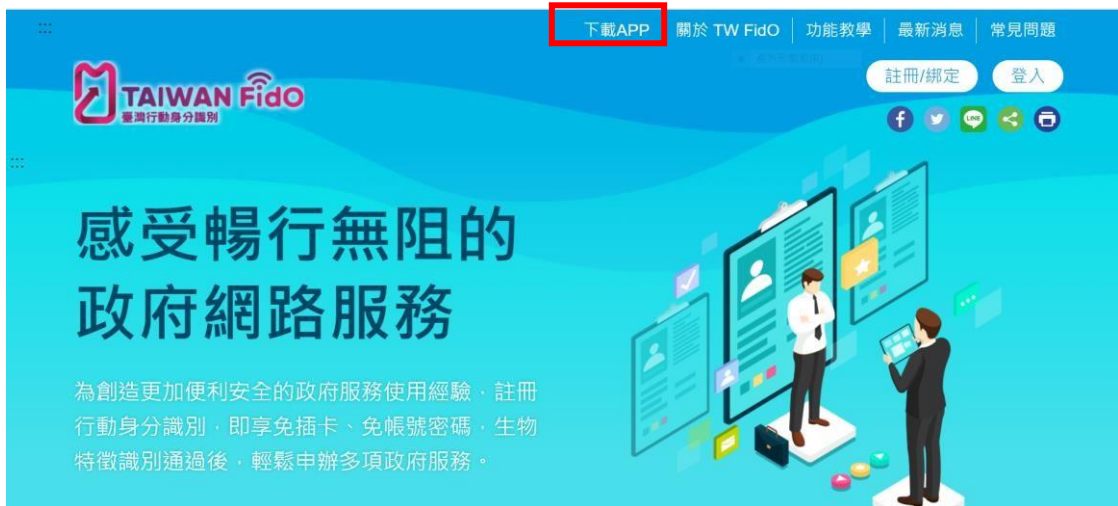 :::
下載APP 關於 TW FidO 功能教學 最新消息 常見問題
註冊/綁定 登入
TAIWAN FidO
臺灣行動身分識別
LINE
:::
感受暢行無阻的
政府網路服務
為創造更加便利安全的政府服務使用經驗，註冊
行動身分識別，即享免插卡、免帳號密碼，生物
特徵識別通過後，輕鬆申辦多項政府服務。